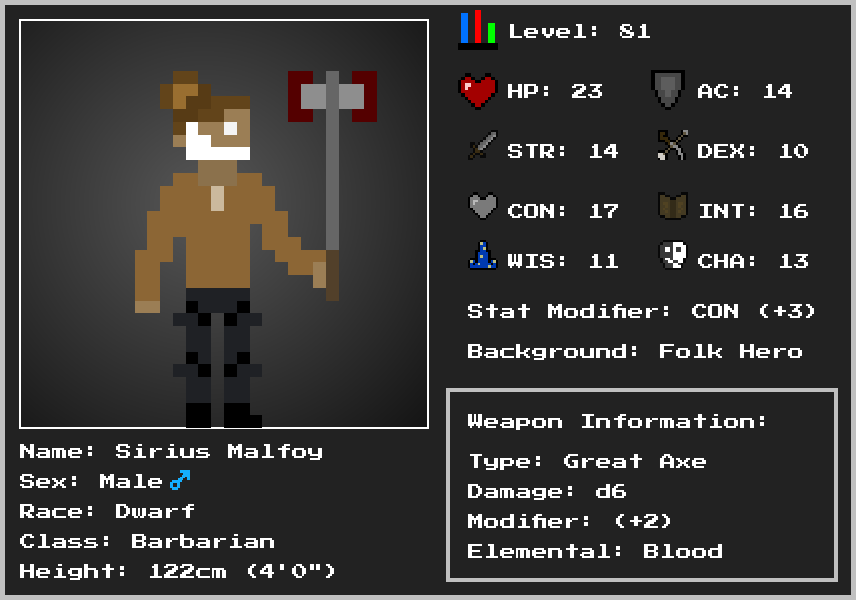 Level: 81
HP: 23 AC: 14
STR: 14 DEX: 10
CON: 17 INT: 16
WIS: 11 CHA: 13
Stat Modifier: CON (+3)
Background: Folk Hero
Name: Sirius Malfoy
Sex: Male♂
Race: Dwarf
Class: Barbarian
Height: 122cm (4'0")
Weapon Information:
Type: Great Axe
Damage: d6
Modifier: (+2)
Elemental: Blood